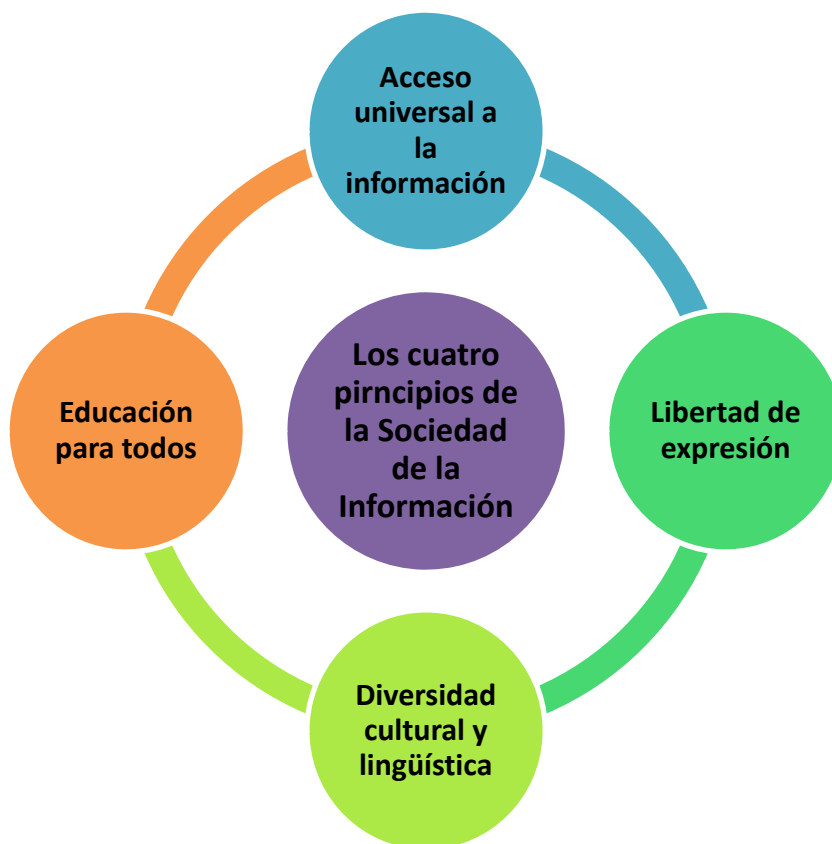 Acceso
universal a
la
información
Los cuatro
pirncipios de
la Sociedad
de la
Información
Educación
para todos
Libertad de
expresión
Diversidad
cultural y
lingüística